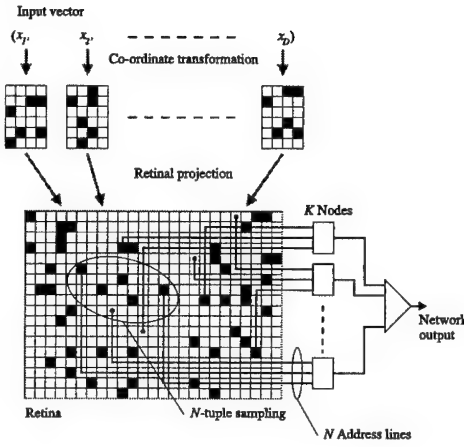 Input vector
(x1, x2, xD)
Co-ordinate transformation
Retinal projection
K Nodes
Network
output
Retina
N-tuple sampling
N Address lines